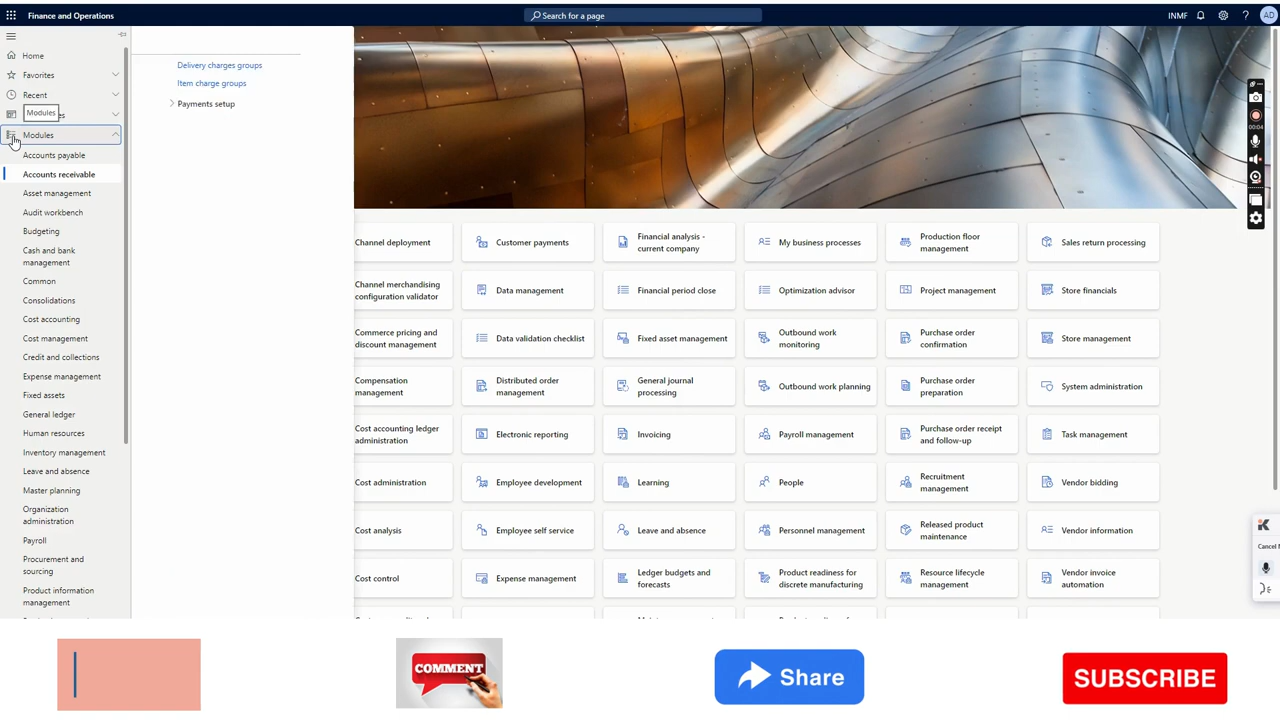 Finance and Operations
Search for a page
INMF
?
AD
Home
Favorites
Recent
Modules
Modules
Accounts payable
Accounts receivable
Asset management
Audit workbench
Budgeting
Cash and bank
management
Common
Consolidations
Cost accounting
Cost management
Credit and collections
Expense management
Fixed assets
General ledger
Human resources
Inventory management
Leave and absence
Master planning
Organization
administration
Payroll
Procurement and
sourcing
Product information
management
Delivery charges groups
Item charge groups
Payments setup
00:04
Channel deployment
Customer payments
Financial analysis -
current company
My business processes
Production floor
management
Sales return processing
Channel merchandising
configuration validator
Data management
Financial period close
Optimization advisor
Project management
Store financials
Commerce pricing and
discount management
Data validation checklist
Fixed asset management
Outbound work
monitoring
Purchase order
confirmation
Store management
Compensation
management
Distributed order
management
General journal
processing
Outbound work planning
Purchase order
preparation
System administration
Cost accounting ledger
administration
Electronic reporting
Invoicing
Payroll management
Purchase order receipt
and follow-up
Task management
Cost administration
Employee development
Learning
People
Recruitment
management
Vendor bidding
Cost analysis
Employee self service
Leave and absence
Personnel management
Released product
maintenance
Vendor information
Cost control
Expense management
Ledger budgets and
forecasts
Product readiness for
discrete manufacturing
Resource lifecycle
management
Vendor invoice
automation
K
Cancel
COMMENT
Share
SUBSCRIBE